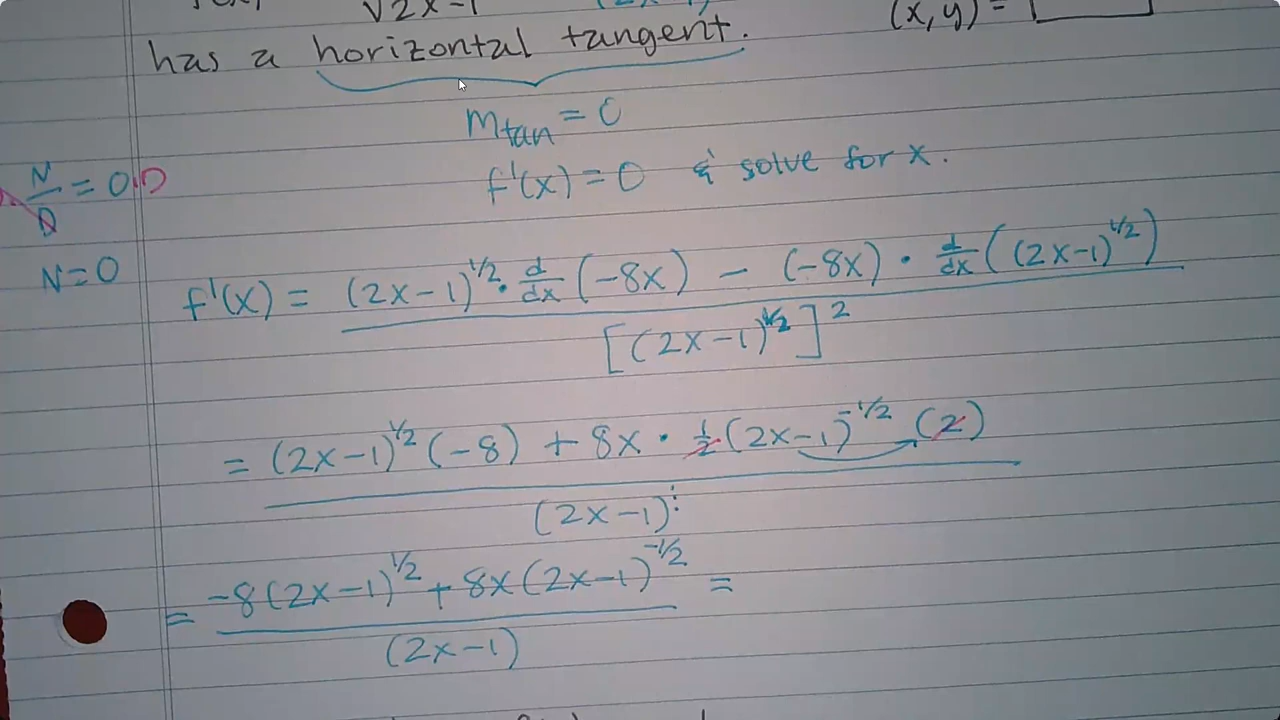 √2x-1 (x,y) =
has a horizontal tangent.
m_tan = 0
f'(x) = 0 & solve for x.
N/D = 0·D
N = 0
f'(x) = ((2x-1)^1/2 · d/dx (-8x) - (-8x) · d/dx ((2x-1)^1/2)) / [(2x-1)^1/2]^2
= ((2x-1)^1/2 (-8) + 8x · 1/2 (2x-1)^-1/2 (2)) / (2x-1)
= (-8(2x-1)^1/2 + 8x(2x-1)^-1/2) / (2x-1) =